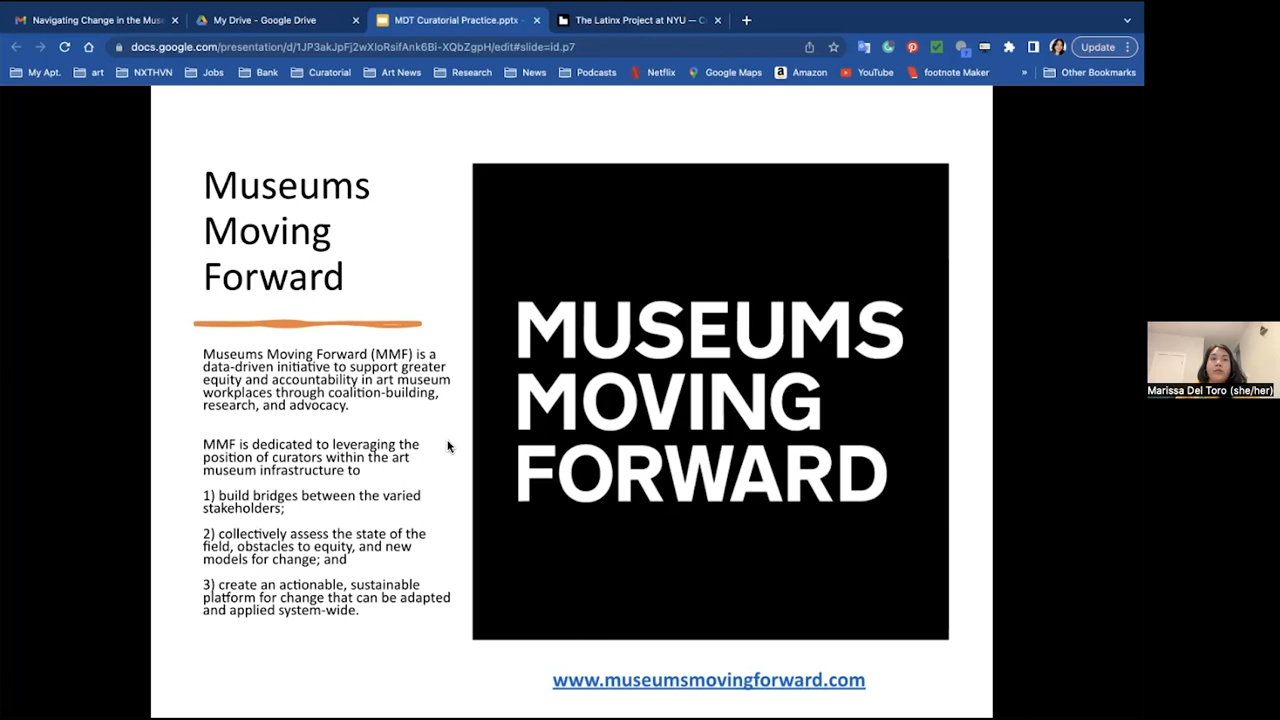 Navigating Change in the Mus
My Drive - Google Drive
MDT Curatorial Practice.pptx -
The Latinx Project at NYU — C
docs.google.com/presentation/d/1JP3akJpFj2wXIoRsifAnk6Bi-XQbZgpH/edit#slide=id.p7
Update
My Apt.
art
NXTHVN
Jobs
Bank
Curatorial
Art News
Research
News
Podcasts
Netflix
Google Maps
Amazon
YouTube
footnote Maker
»
Other Bookmarks
Museums
Moving
Forward
Museums Moving Forward (MMF) is a
data-driven initiative to support greater
equity and accountability in art museum
workplaces through coalition-building,
research, and advocacy.
MMF is dedicated to leveraging the
position of curators within the art
museum infrastructure to
1) build bridges between the varied
stakeholders;
2) collectively assess the state of the
field, obstacles to equity, and new
models for change; and
3) create an actionable, sustainable
platform for change that can be adapted
and applied system-wide.
MUSEUMS
MOVING
FORWARD
www.museumsmovingforward.com
Marissa Del Toro (she/her)